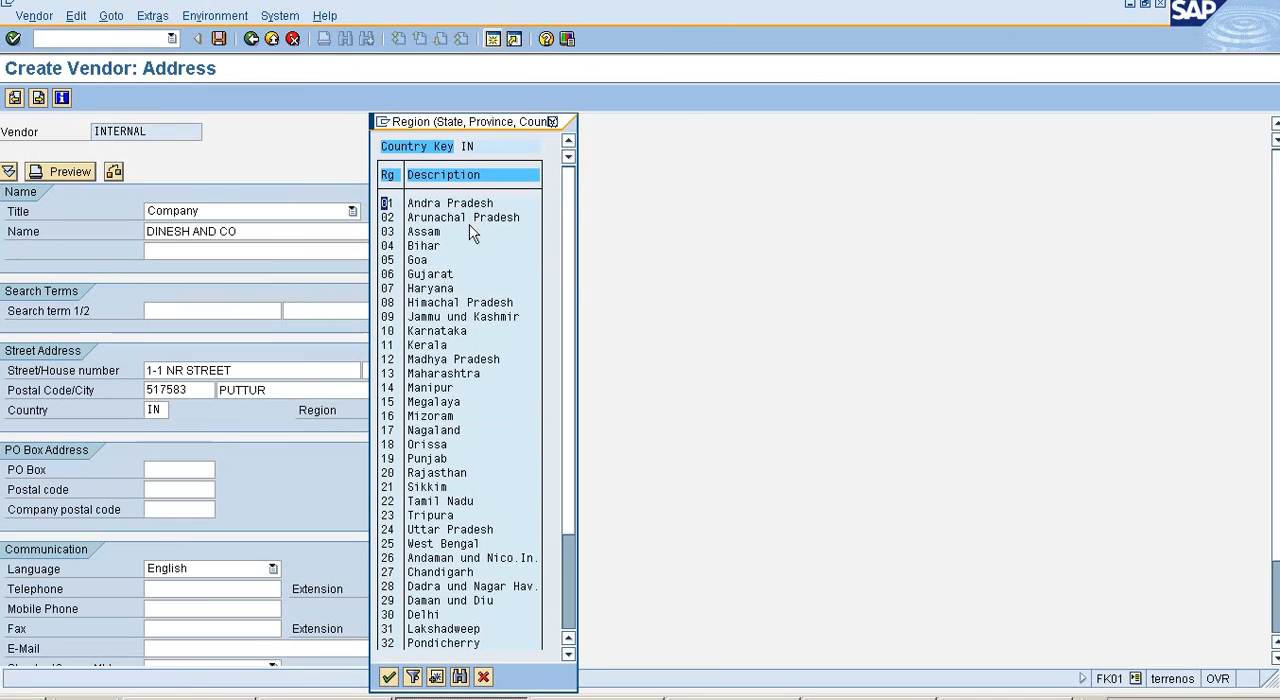 Vendor Edit Goto Extras Environment System Help
SAP
Create Vendor: Address
Vendor INTERNAL
Preview
Name
Title Company
Name DINESH AND CO
Search Terms
Search term 1/2
Street Address
Street/House number 1-1 NR STREET
Postal Code/City 517583 PUTTUR
Country IN Region
PO Box Address
PO Box
Postal code
Company postal code
Communication
Language English
Telephone Extension
Mobile Phone
Fax Extension
E-Mail
Region (State, Province, County)
Country Key IN
Rg Description
01 Andra Pradesh
02 Arunachal Pradesh
03 Assam
04 Bihar
05 Goa
06 Gujarat
07 Haryana
08 Himachal Pradesh
09 Jammu und Kashmir
10 Karnataka
11 Kerala
12 Madhya Pradesh
13 Maharashtra
14 Manipur
15 Megalaya
16 Mizoram
17 Nagaland
18 Orissa
19 Punjab
20 Rajasthan
21 Sikkim
22 Tamil Nadu
23 Tripura
24 Uttar Pradesh
25 West Bengal
26 Andaman und Nico.In.
27 Chandigarh
28 Dadra und Nagar Hav.
29 Daman und Diu
30 Delhi
31 Lakshadweep
32 Pondicherry
FK01 terrenos OVR